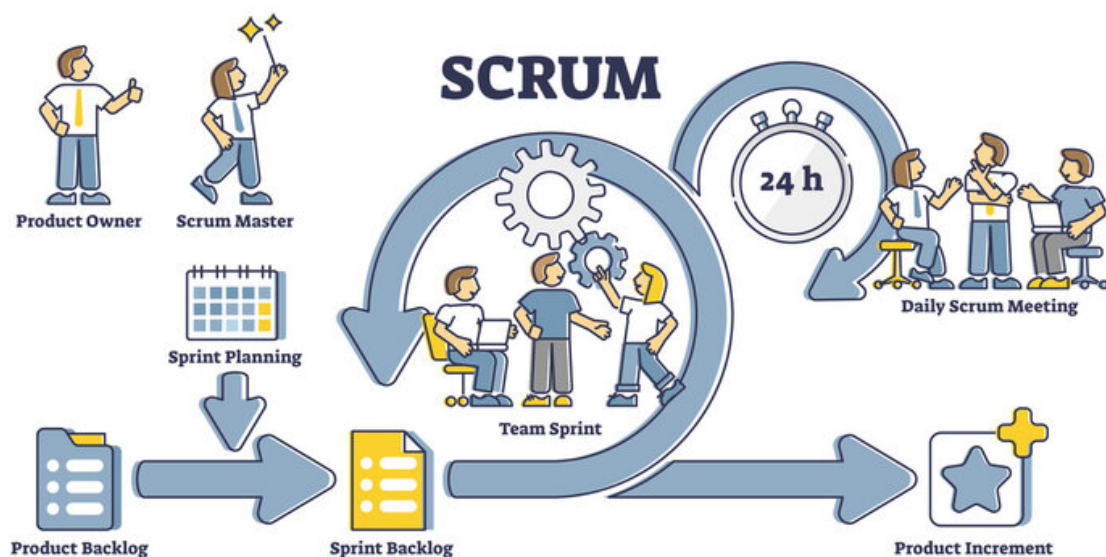 SCRUM
Product Owner
Scrum Master
24 h
Daily Scrum Meeting
Sprint Planning
Team Sprint
Product Backlog
Sprint Backlog
Product Increment